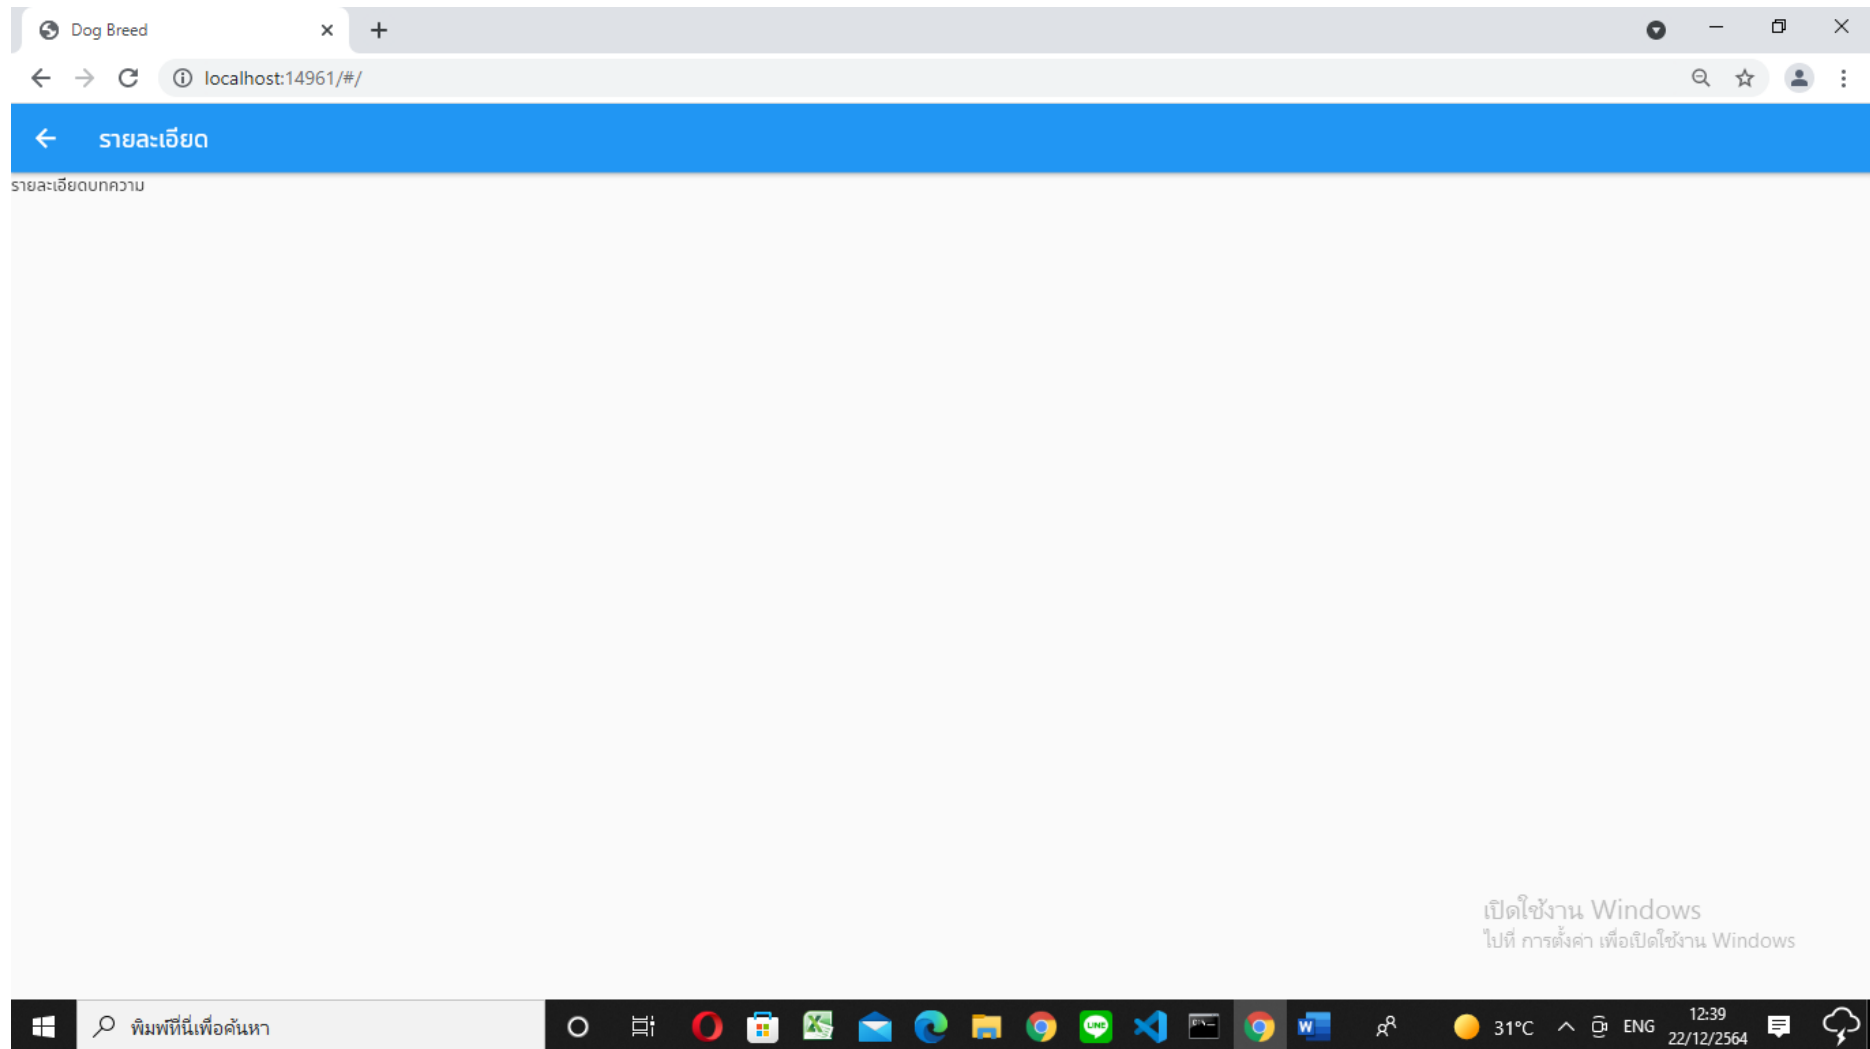 Dog Breed
localhost:14961/#/
รายละเอียด
รายละเอียดบทความ
เปิดใช้งาน Windows
ไปที่ การตั้งค่า เพื่อเปิดใช้งาน Windows
พิมพ์ที่นี่เพื่อค้นหา
LINE
W
31°C
ENG
12:39
22/12/2564